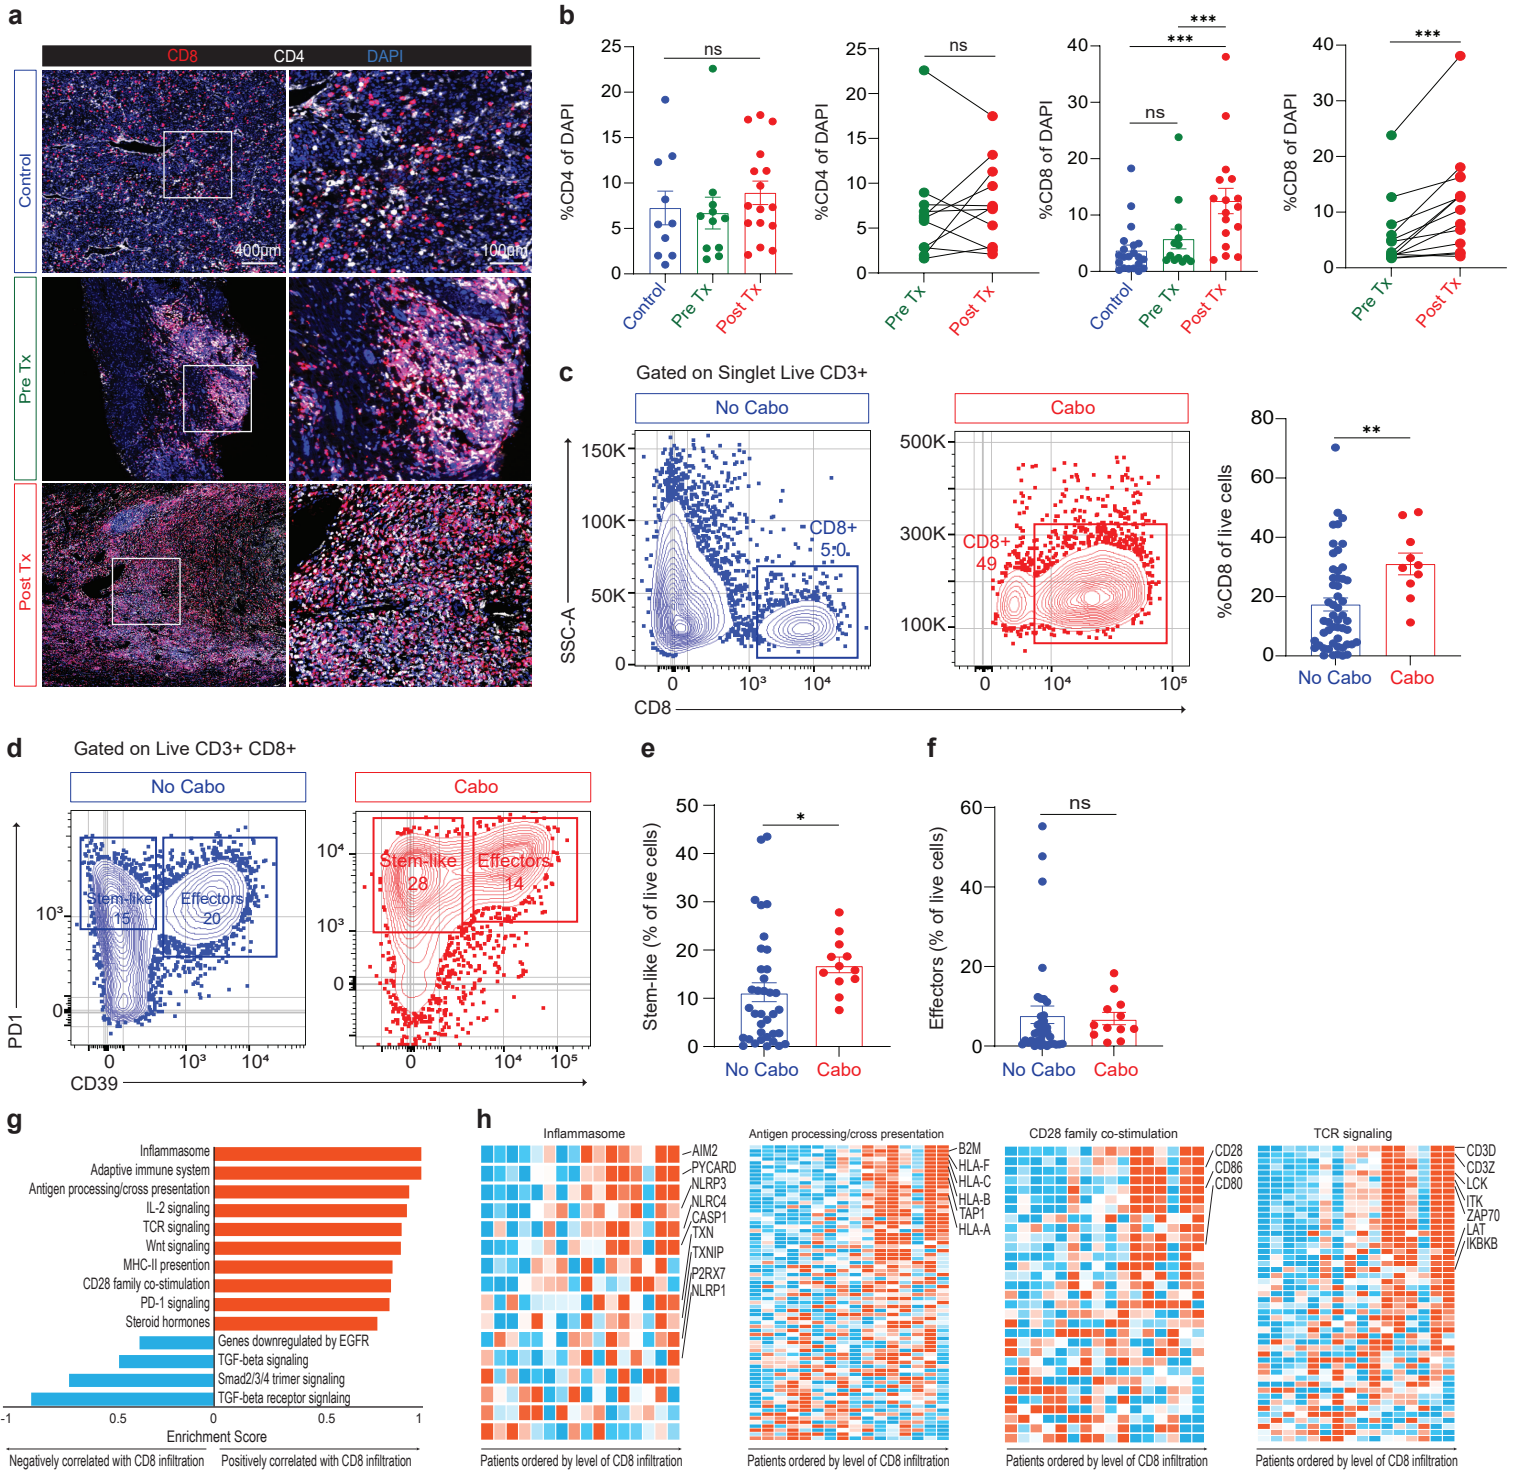 a
CD8 CD4 DAPI
Control
400μm
100μm
Pre Tx
Post Tx
b
ns
%CD4 of DAPI
25
20
15
10
5
0
Control
Pre Tx
Post Tx
ns
%CD4 of DAPI
25
20
15
10
5
0
Pre Tx
Post Tx
***
***
ns
%CD8 of DAPI
40
30
20
10
0
Control
Pre Tx
Post Tx
***
%CD8 of DAPI
40
30
20
10
0
Pre Tx
Post Tx
c
Gated on Singlet Live CD3+
No Cabo
Cabo
SSC-A
150K
100K
50K
0
CD8+
5.0
0 10³ 10⁴
500K
300K
100K
CD8+
49
0 10⁴ 10⁵
CD8
**
%CD8 of live cells
80
60
40
20
0
No Cabo Cabo
d
Gated on Live CD3+ CD8+
No Cabo
Cabo
PD1
10³
0
Stem-like
15
Effectors
20
0 10³ 10⁴
10⁴
10³
0
Stem-like
28
Effectors
14
0 10⁴ 10⁵
CD39
e
*
Stem-like (% of live cells)
50
40
30
20
10
0
No Cabo Cabo
f
ns
Effectors (% of live cells)
60
40
20
0
No Cabo Cabo
g
Inflammasome
Adaptive immune system
Antigen processing/cross presentation
IL-2 signaling
TCR signaling
Wnt signaling
MHC-II presention
CD28 family co-stimulation
PD-1 signaling
Steroid hormones
Genes downregulated by EGFR
TGF-beta signaling
Smad2/3/4 trimer signaling
TGF-beta receptor signlaing
-1 0.5 0 0.5 1
Enrichment Score
Negatively correlated with CD8 infiltration
Positively correlated with CD8 infiltration
h
Inflammasome
AIM2
PYCARD
NLRP3
NLRC4
CASP1
TXN
TXNIP
P2RX7
NLRP1
Patients ordered by level of CD8 infiltration
Antigen processing/cross presentation
B2M
HLA-F
HLA-C
HLA-B
TAP1
HLA-A
Patients ordered by level of CD8 infiltration
CD28 family co-stimulation
CD28
CD86
CD80
Patients ordered by level of CD8 infiltration
TCR signaling
CD3D
CD3Z
LCK
ITK
ZAP70
LAT
IKBKB
Patients ordered by level of CD8 infiltration